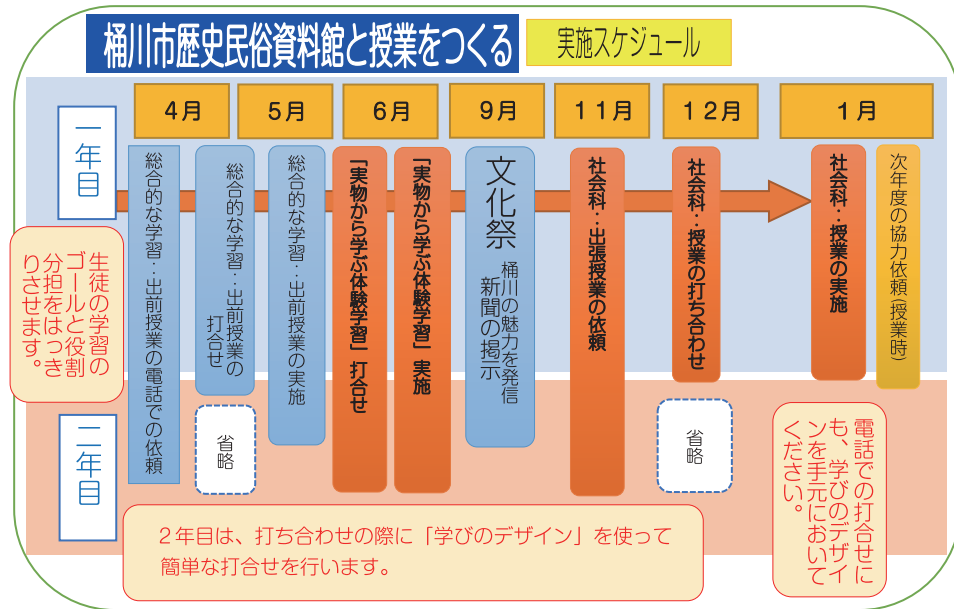 桶川市歴史民俗資料館と授業をつくる
実施スケジュール
4月
5月
6月
9月
11月
12月
1月
一年目
総合的な学習：出前授業の電話での依頼
総合的な学習：出前授業の
打合せ
総合的な学習：出前授業の実施
「実物から学ぶ体験学習」打合せ
「実物から学ぶ体験学習」実施
文化祭
桶川の魅力を発信
新聞の掲示
社会科：出張授業の依頼
社会科：授業の打ち合わせ
社会科：授業の実施
次年度の協力依頼(授業時)
生徒の学習の
ゴールと役割
分担をはっき
りさせます。
二年目
省略
省略
電話での打合せに
も、学びのデザイ
ンを手元において
ください。
２年目は、打ち合わせの際に「学びのデザイン」を使って
簡単な打合せを行います。